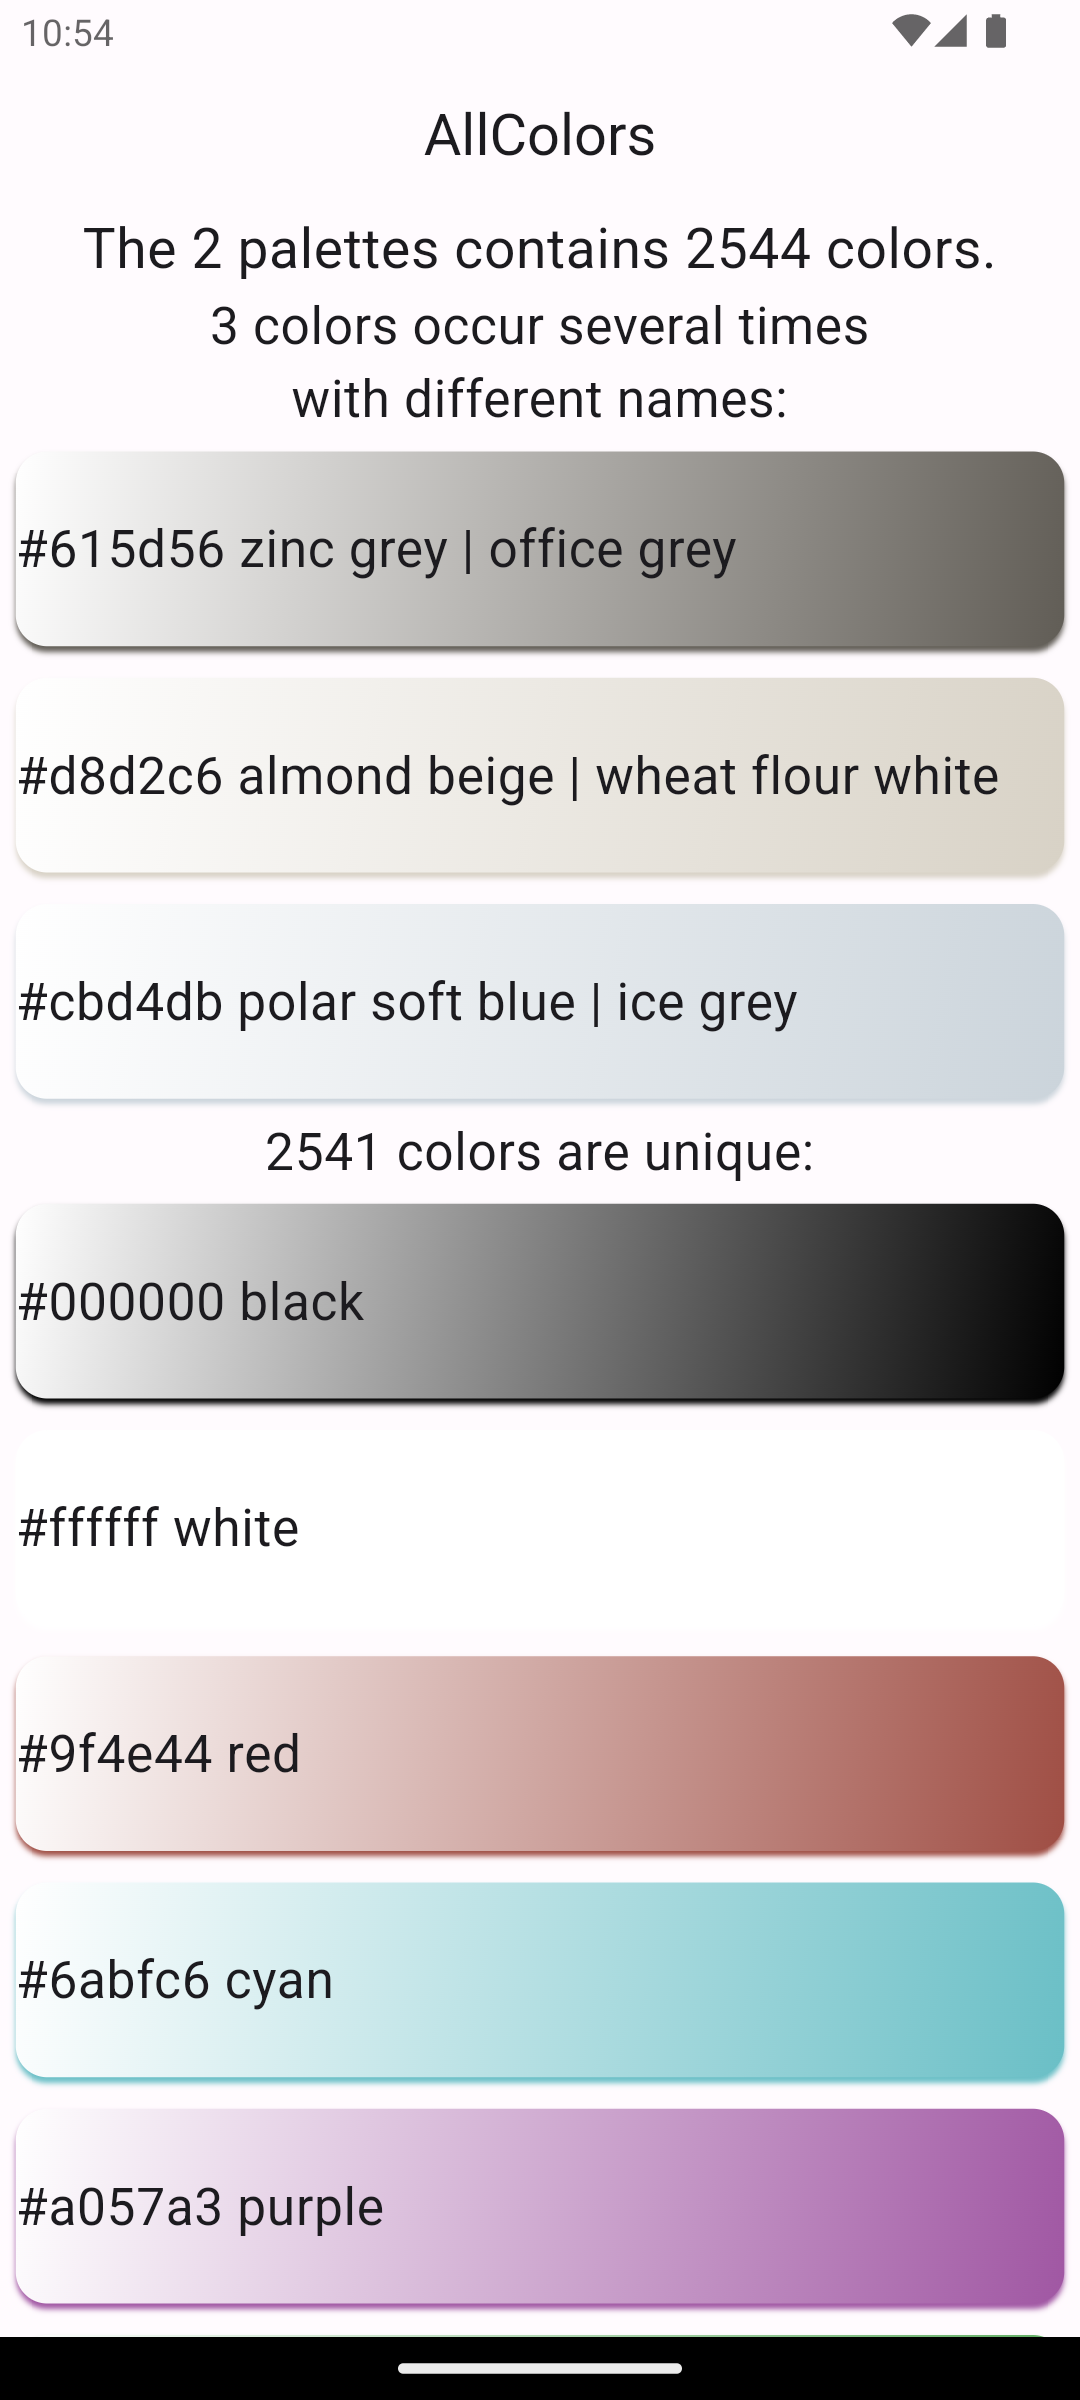 10:54
AllColors
The 2 palettes contains 2544 colors.
3 colors occur several times
with different names:
#615d56 zinc grey | office grey
#d8d2c6 almond beige | wheat flour white
#cbd4db polar soft blue | ice grey
2541 colors are unique:
#000000 black
#ffffff white
#9f4e44 red
#6abfc6 cyan
#a057a3 purple